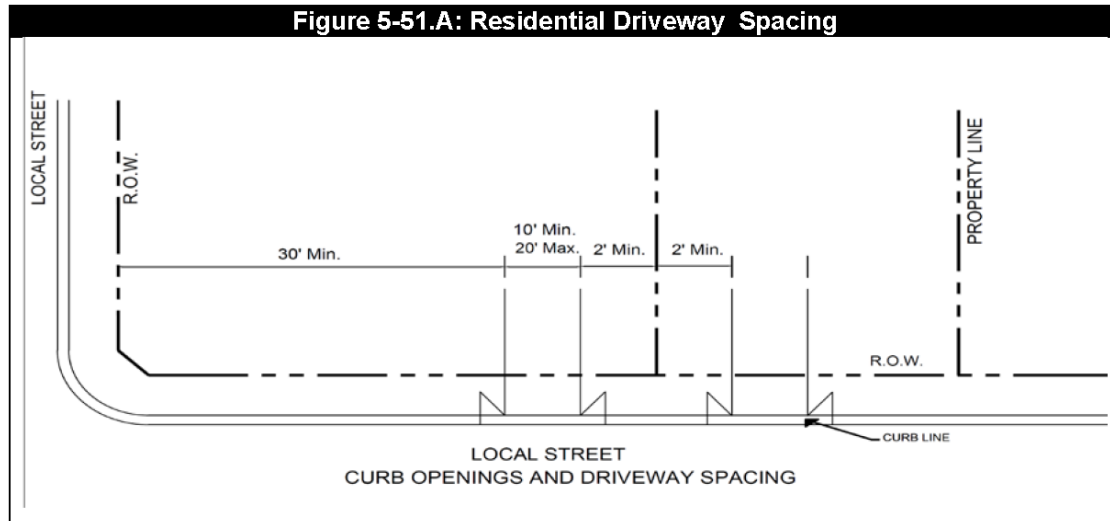 Figure 5-51.A: Residential Driveway Spacing
LOCAL STREET
R.O.W.
PROPERTY LINE
10' Min.
20' Max.
30' Min.
2' Min.
2' Min.
R.O.W.
CURB LINE
LOCAL STREET
CURB OPENINGS AND DRIVEWAY SPACING